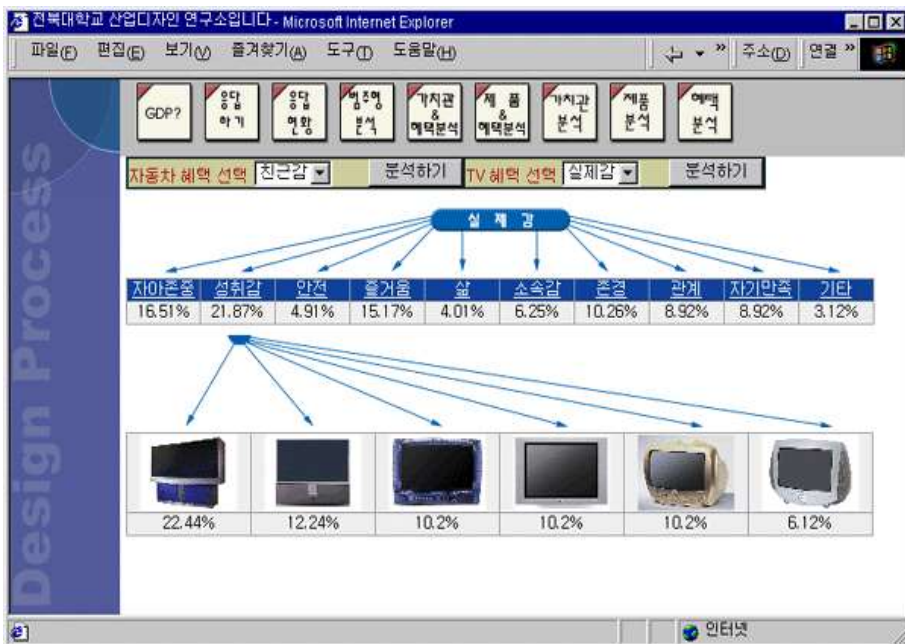 전북대학교 산업디자인 연구소입니다 - Microsoft Internet Explorer
파일(F) 편집(E) 보기(V) 즐겨찾기(A) 도구(T) 도움말(H) » 주소(D) 연결 »
GDP? 응답 하기 응답 현황 범주형 분석 가치관 & 혜택분석 제 품 & 혜택분석 가치관 분석 제품 분석 혜택 분석
자동차 혜택 선택 친근감 분석하기 TV 혜택 선택 실제감 분석하기
실 제 감
자아존중 성취감 안전 즐거움 삶 소속감 존경 관계 자기만족 기타
16.51% 21.87% 4.91% 15.17% 4.01% 6.25% 10.26% 8.92% 8.92% 3.12%
22.44% 12.24% 10.2% 10.2% 10.2% 6.12%
Design Process
인터넷